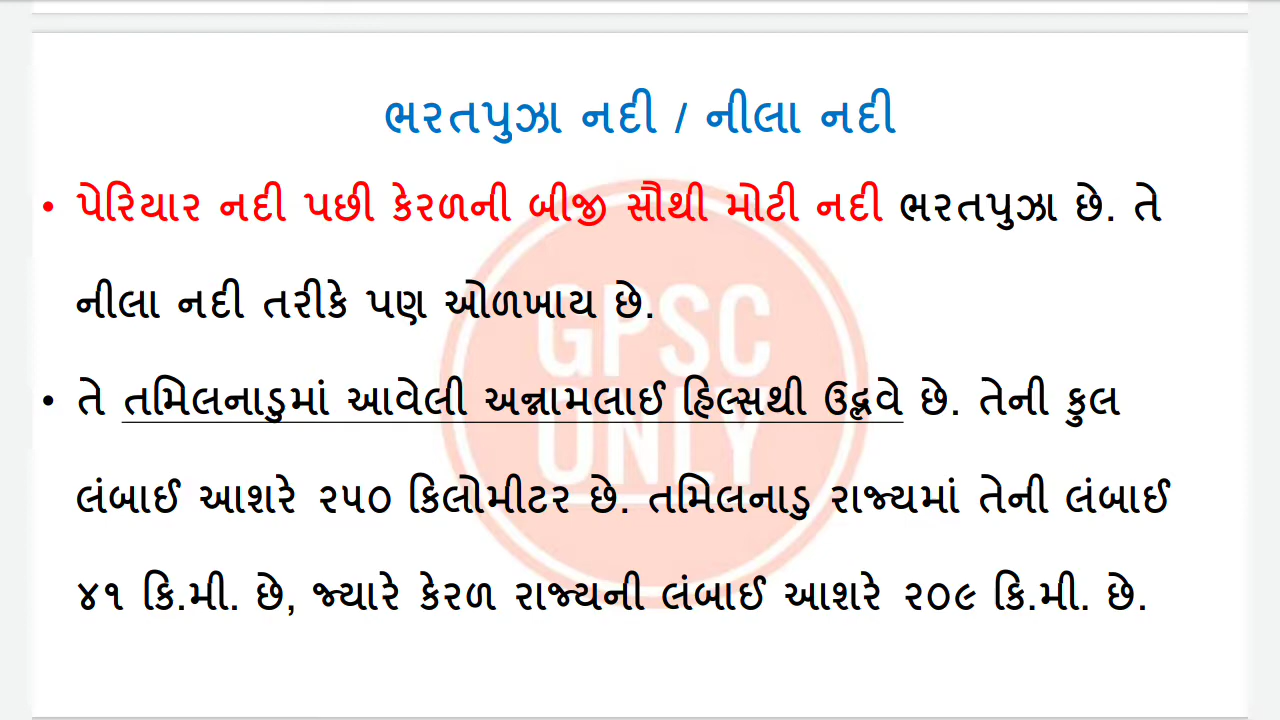 ભરતપુઝા નદી / નીલા નદી
• પેરિયાર નદી પછી કેરળની બીજી સૌથી મોટી નદી ભરતપુઝા છે. તે
નીલા નદી તરીકે પણ ઓળખાય છે.
• તે તમિલનાડુમાં આવેલી અન્નામલાઈ હિલ્સથી ઉદ્ભવે છે. તેની કુલ
લંબાઈ આશરે ૨૫૦ કિલોમીટર છે. તમિલનાડુ રાજ્યમાં તેની લંબાઈ
૪૧ કિ.મી. છે, જ્યારે કેરળ રાજ્યની લંબાઈ આશરે ૨૦૯ કિ.મી. છે.
GPSC
ONLY